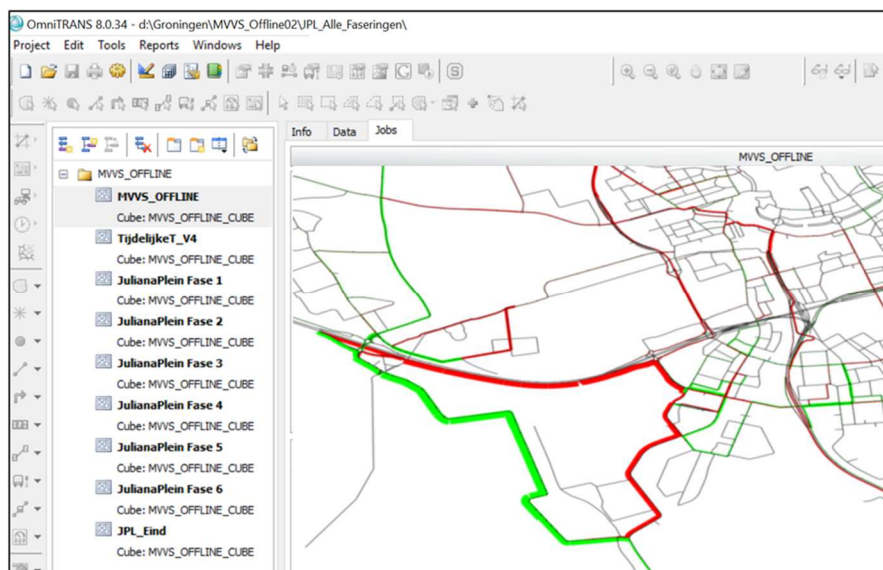 OmniTRANS 8.0.34 - d:\Groningen\MVVS_Offline02\JPL_Alle_Faseringen\
Project Edit Tools Reports Windows Help
Info Data Jobs
MVVS_OFFLINE
MVVS_OFFLINE
MVVS_OFFLINE
Cube: MVVS_OFFLINE_CUBE
TijdelijkeT_V4
Cube: MVVS_OFFLINE_CUBE
JulianaPlein Fase 1
Cube: MVVS_OFFLINE_CUBE
JulianaPlein Fase 2
Cube: MVVS_OFFLINE_CUBE
JulianaPlein Fase 3
Cube: MVVS_OFFLINE_CUBE
JulianaPlein Fase 4
Cube: MVVS_OFFLINE_CUBE
JulianaPlein Fase 5
Cube: MVVS_OFFLINE_CUBE
JulianaPlein Fase 6
Cube: MVVS_OFFLINE_CUBE
JPL_Eind
Cube: MVVS_OFFLINE_CUBE